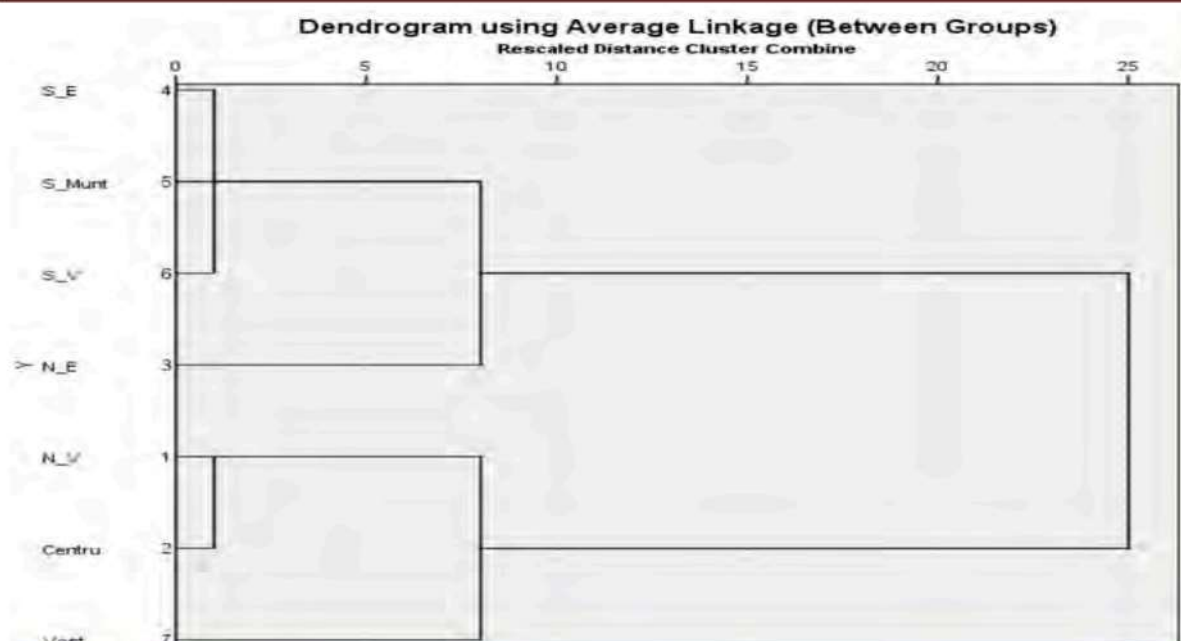 Dendrogram using Average Linkage (Between Groups)
Rescaled Distance Cluster Combine
0 5 10 15 20 25
S_E 4
S_Munt 5
S_V 6
Y
N_E 3
N_V 1
Centru 2
7